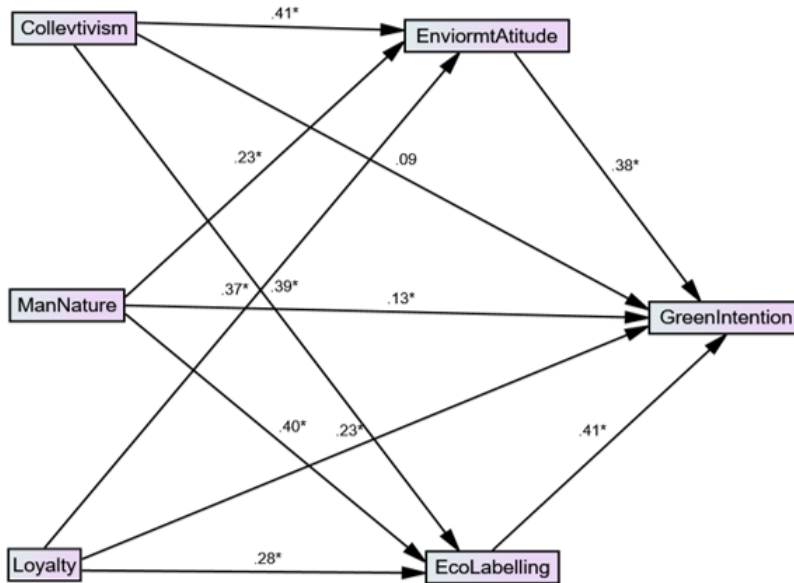 Collevtivism
.41*
EnviormtAtitude
.23*
.09
.38*
ManNature
.37*
.39*
.13*
GreenIntention
.40*
.23*
.41*
Loyalty
.28*
EcoLabelling